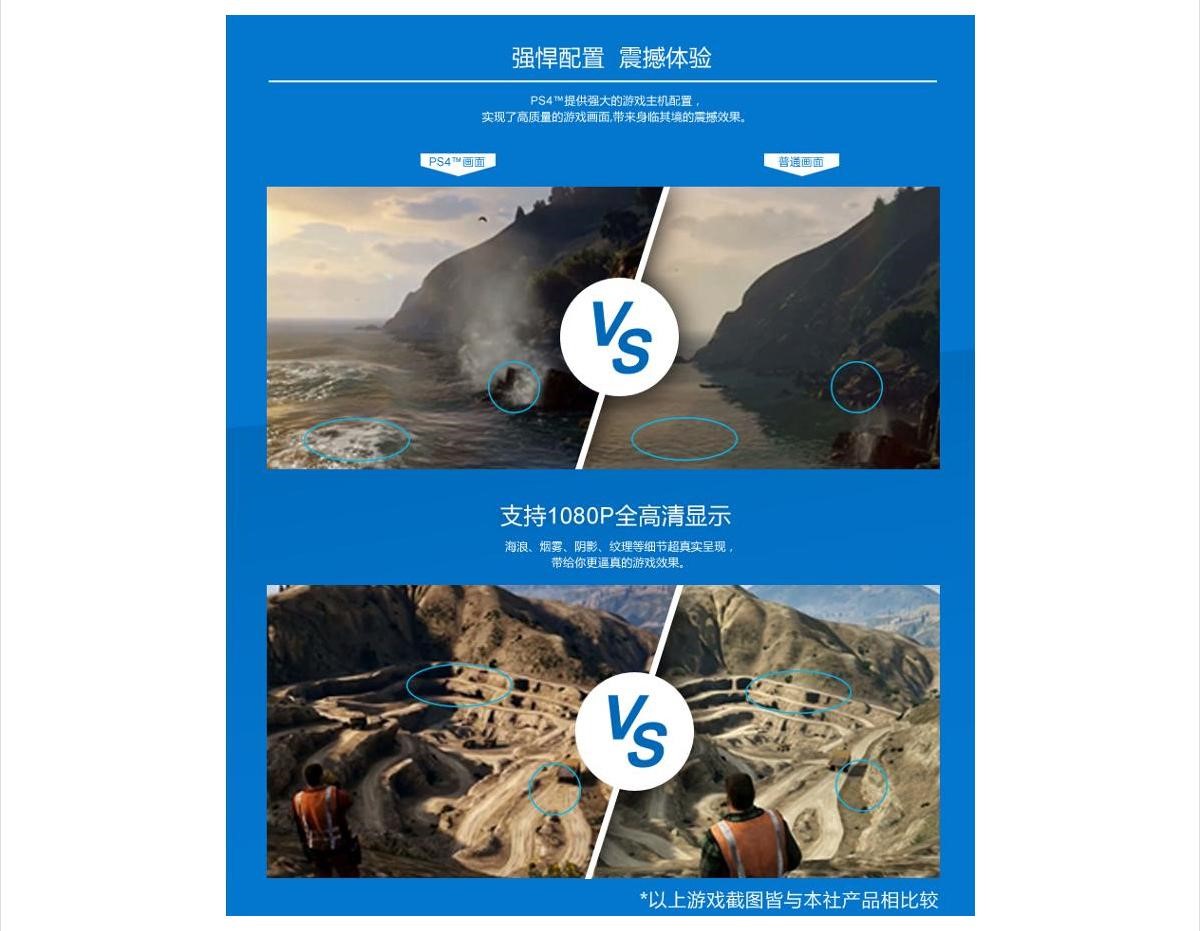 强悍配置 震撼体验
PS4™提供强大的游戏主机配置，
实现了高质量的游戏画面,带来身临其境的震撼效果。
PS4™画面
普通画面
VS
支持1080P全高清显示
海浪、烟雾、阴影、纹理等细节超真实呈现，
带给你更逼真的游戏效果。
VS
*以上游戏截图皆与本社产品相比较